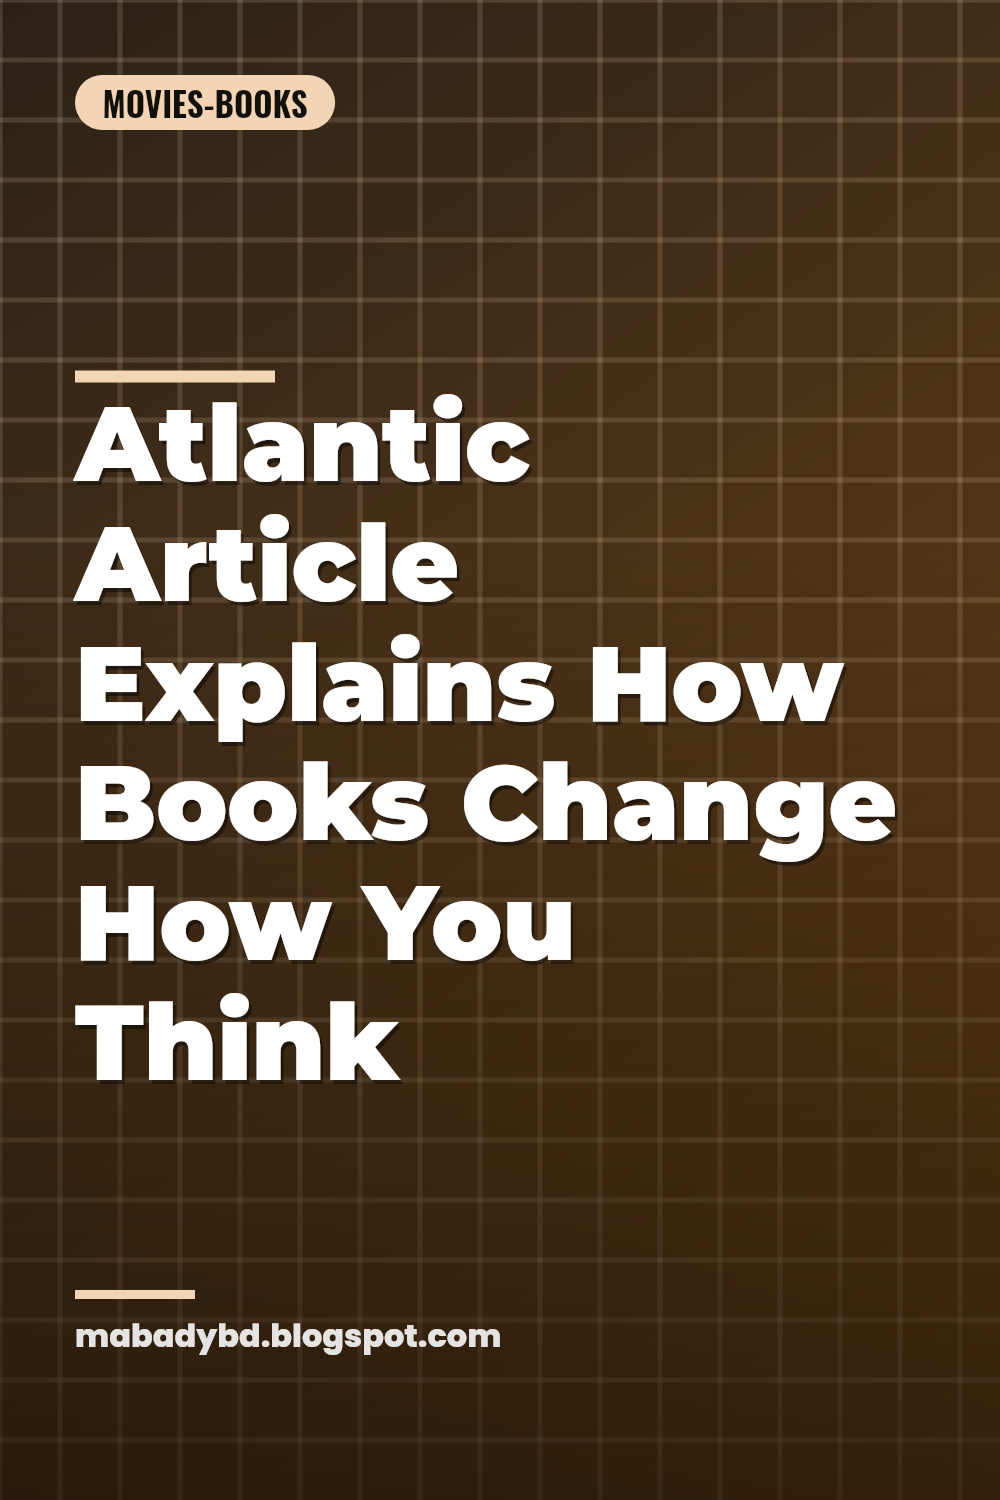 MOVIES-BOOKS
Atlantic
Article
Explains How
Books Change
How You
Think
mabadybd.blogspot.com